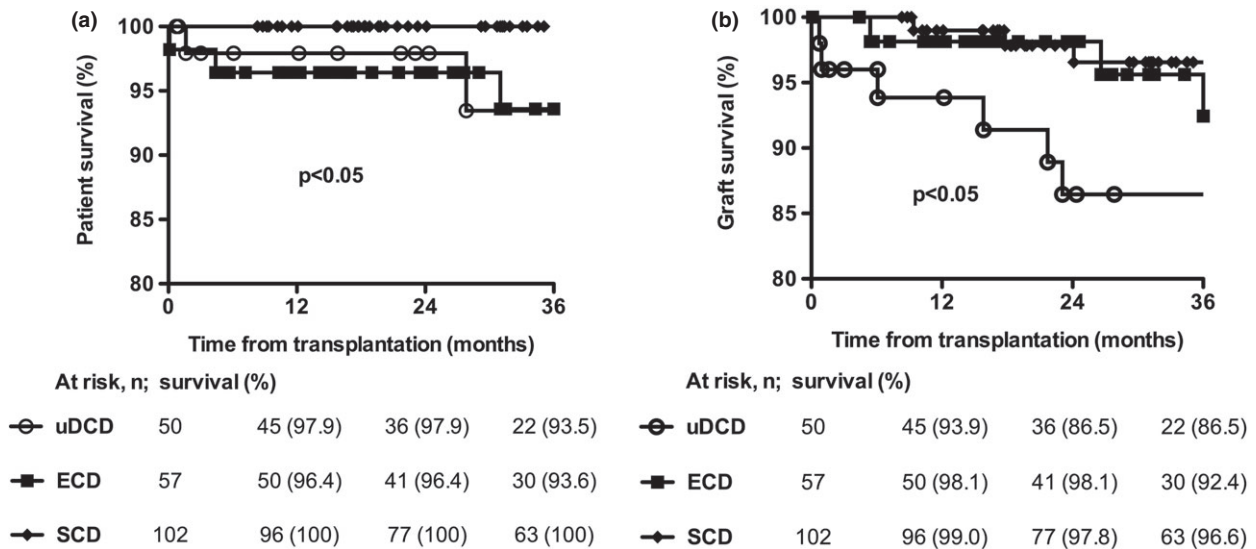 (a)
Patient survival (%)
100
95
90
85
80
p<0.05
0 12 24 36
Time from transplantation (months)
At risk, n; survival (%)
uDCD 50 45 (97.9) 36 (97.9) 22 (93.5)
ECD 57 50 (96.4) 41 (96.4) 30 (93.6)
SCD 102 96 (100) 77 (100) 63 (100)
(b)
Graft survival (%)
100
95
90
85
80
p<0.05
0 12 24 36
Time from transplantation (months)
At risk, n; survival (%)
uDCD 50 45 (93.9) 36 (86.5) 22 (86.5)
ECD 57 50 (98.1) 41 (98.1) 30 (92.4)
SCD 102 96 (99.0) 77 (97.8) 63 (96.6)